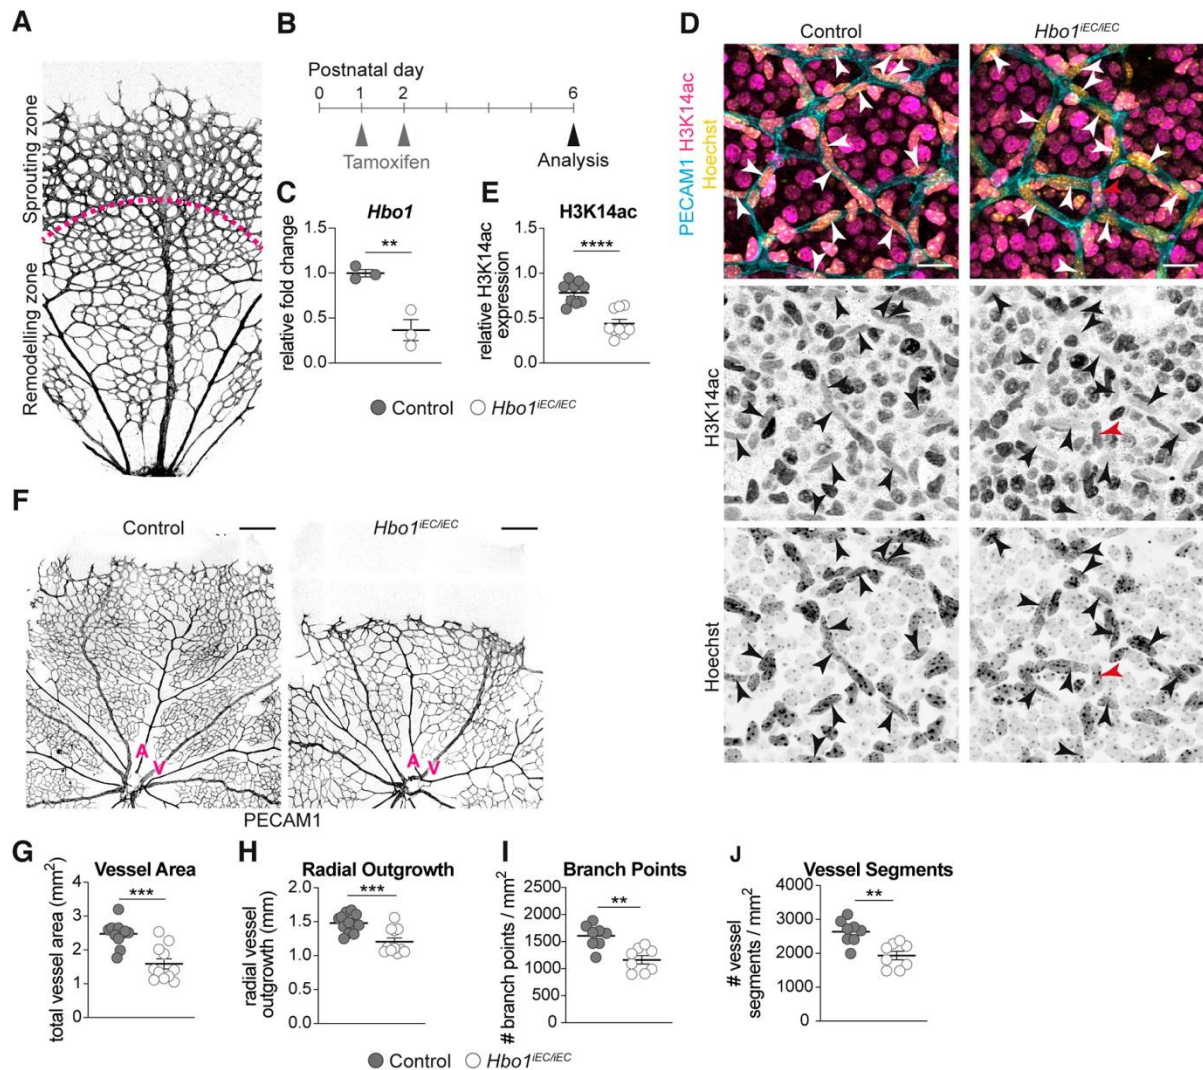 A
Sprouting zone
Remodelling zone
B
Postnatal day
0 1 2 6
Tamoxifen
Analysis
C
Hbo1
**
relative fold change
1.5
1.0
0.5
0.0
E
H3K14ac
****
relative H3K14ac
expression
1.5
1.0
0.5
0.0
Control Hbo1iEC/iEC
D
Control
Hbo1iEC/iEC
PECAM1 H3K14ac
Hoechst
H3K14ac
Hoechst
F
Control
Hbo1iEC/iEC
A
V
A
V
PECAM1
G
Vessel Area
***
total vessel area (mm2)
4
3
2
1
0
H
Radial Outgrowth
***
radial vessel
outgrowth (mm)
2.0
1.5
1.0
0.5
0.0
I
Branch Points
**
# branch points / mm2
2500
2000
1500
1000
500
0
J
Vessel Segments
**
# vessel
segments / mm2
4000
3000
2000
1000
0
Control Hbo1iEC/iEC